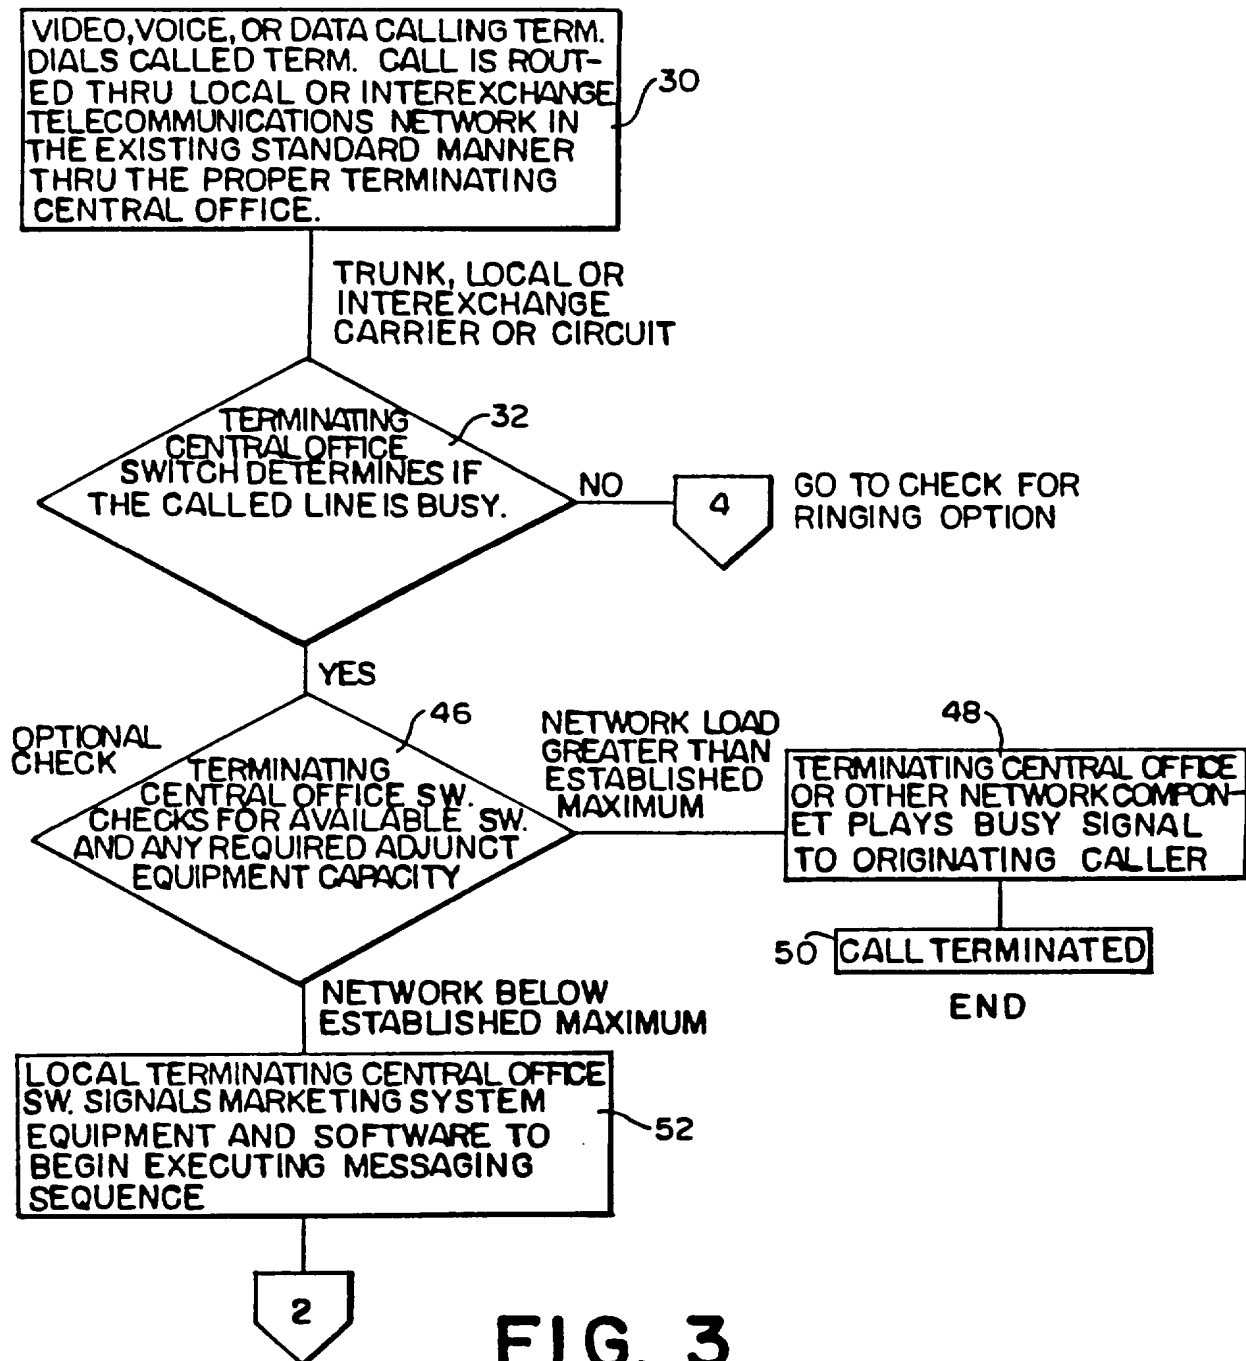 VIDEO, VOICE, OR DATA CALLING TERM.
DIALS CALLED TERM. CALL IS ROUT-
ED THRU LOCAL OR INTEREXCHANGE
TELECOMMUNICATIONS NETWORK IN
THE EXISTING STANDARD MANNER
THRU THE PROPER TERMINATING
CENTRAL OFFICE.
30
TRUNK, LOCAL OR
INTEREXCHANGE
CARRIER OR CIRCUIT
TERMINATING
CENTRAL OFFICE
SWITCH DETERMINES IF
THE CALLED LINE IS BUSY.
32
NO
4
GO TO CHECK FOR
RINGING OPTION
YES
OPTIONAL
CHECK
46
TERMINATING
CENTRAL OFFICE SW.
CHECKS FOR AVAILABLE SW.
AND ANY REQUIRED ADJUNCT
EQUIPMENT CAPACITY
NETWORK LOAD
GREATER THAN
ESTABLISHED
MAXIMUM
48
TERMINATING CENTRAL OFFICE
OR OTHER NETWORK COMPON-
ET PLAYS BUSY SIGNAL
TO ORIGINATING CALLER
50
CALL TERMINATED
END
NETWORK BELOW
ESTABLISHED MAXIMUM
LOCAL TERMINATING CENTRAL OFFICE
SW. SIGNALS MARKETING SYSTEM
EQUIPMENT AND SOFTWARE TO
BEGIN EXECUTING MESSAGING
SEQUENCE
52
2
FIG. 3